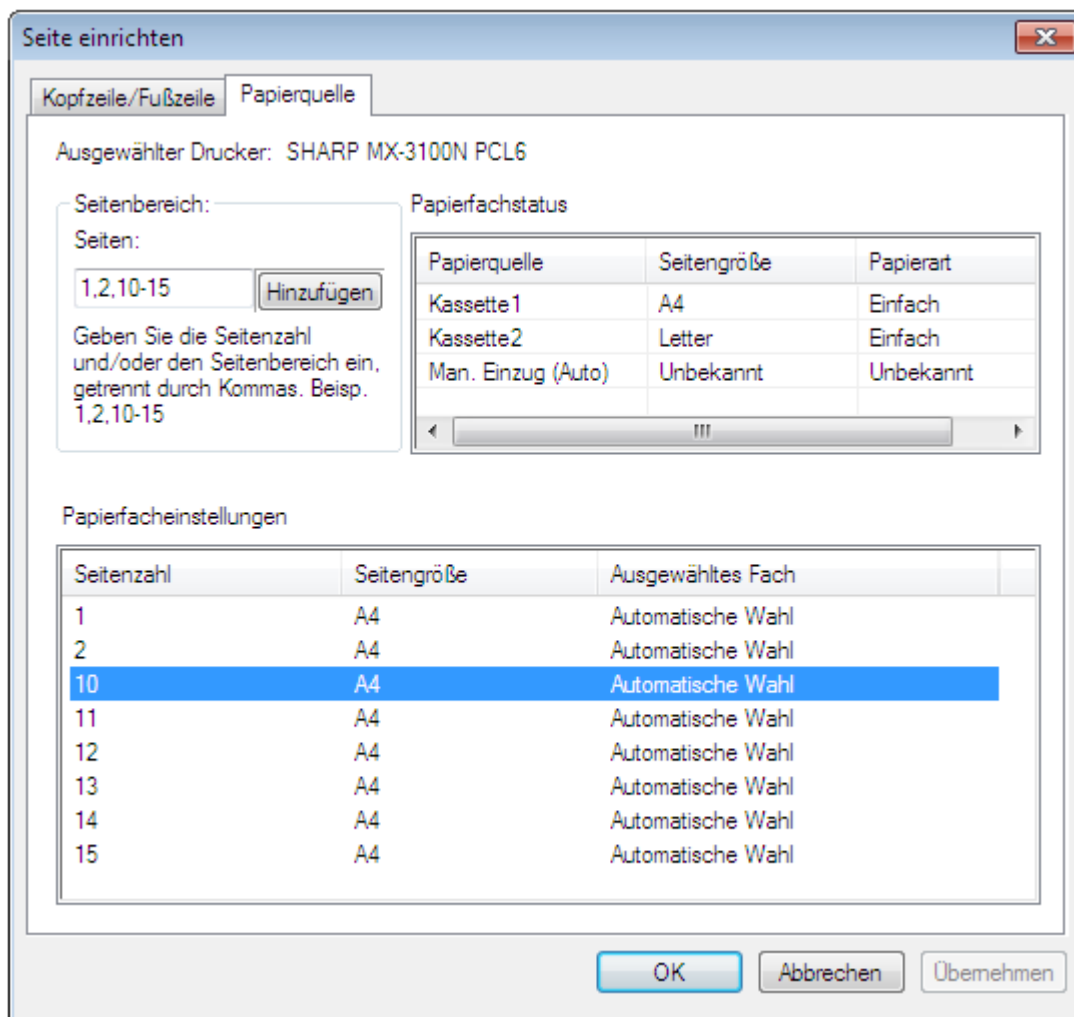 Seite einrichten
Kopfzeile/Fußzeile Papierquelle
Ausgewählter Drucker: SHARP MX-3100N PCL6
Seitenbereich:
Seiten:
1,2,10-15 Hinzufügen
Geben Sie die Seitenzahl
und/oder den Seitenbereich ein,
getrennt durch Kommas. Beisp.
1,2,10-15
Papierfachstatus
Papierquelle Seitengröße Papierart
Kassette1 A4 Einfach
Kassette2 Letter Einfach
Man. Einzug (Auto) Unbekannt Unbekannt
Papierfacheinstellungen
Seitenzahl Seitengröße Ausgewähltes Fach
1 A4 Automatische Wahl
2 A4 Automatische Wahl
10 A4 Automatische Wahl
11 A4 Automatische Wahl
12 A4 Automatische Wahl
13 A4 Automatische Wahl
14 A4 Automatische Wahl
15 A4 Automatische Wahl
OK Abbrechen Übernehmen